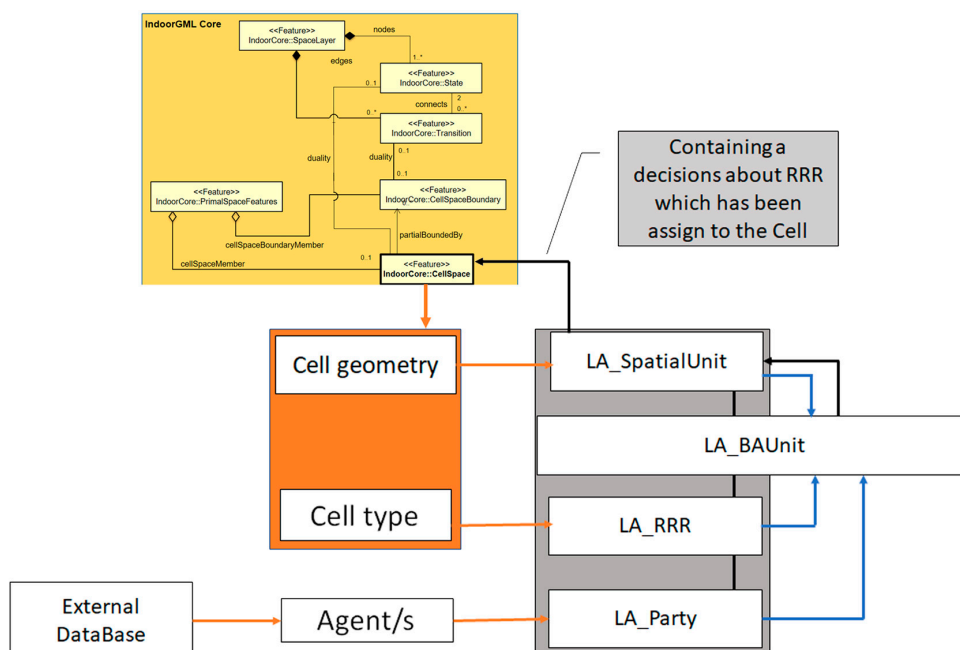 IndoorGML Core
<<Feature>>
IndoorCore::SpaceLayer
nodes
1..*
edges
<<Feature>>
IndoorCore::State
0..1
2
connects
0..*
0..*
<<Feature>>
IndoorCore::Transition
0..1
duality
duality
0..1
<<Feature>>
IndoorCore::PrimalSpaceFeatures
<<Feature>>
IndoorCore::CellSpaceBoundary
partialBoundedBy
cellSpaceBoundaryMember
cellSpaceMember
0..1
<<Feature>>
IndoorCore::CellSpace
Containing a
decisions about RRR
which has been
assign to the Cell
Cell geometry
LA_SpatialUnit
LA_BAUnit
Cell type
LA_RRR
External
DataBase
Agent/s
LA_Party